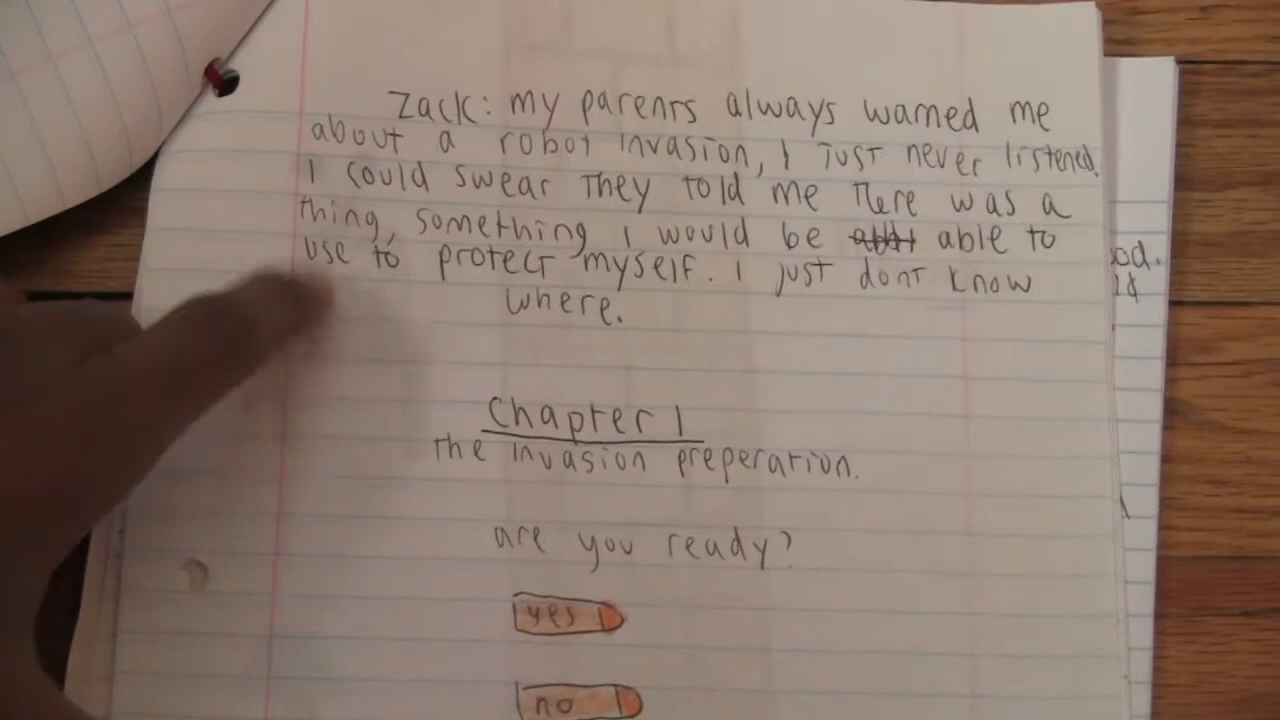 Zack: my parents always warned me
about a robot invasion, I just never listened.
I could swear they told me there was a
thing, something I would be able to
use to protect myself. I just dont know
where.
Chapter 1
the invasion preperation.
are you ready?
yes
no